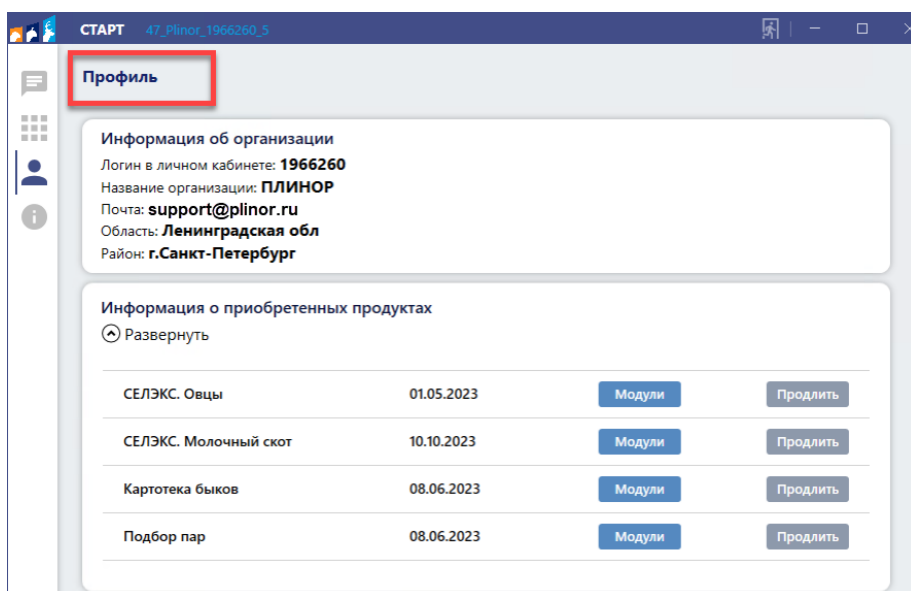 СТАРТ 47_Plinor_1966260_5
Профиль
Информация об организации
Логин в личном кабинете: 1966260
Название организации: ПЛИНОР
Почта: support@plinor.ru
Область: Ленинградская обл
Район: г.Санкт-Петербург
Информация о приобретенных продуктах
Развернуть
СЕЛЭКС. Овцы 01.05.2023 Модули Продлить
СЕЛЭКС. Молочный скот 10.10.2023 Модули Продлить
Картотека быков 08.06.2023 Модули Продлить
Подбор пар 08.06.2023 Модули Продлить